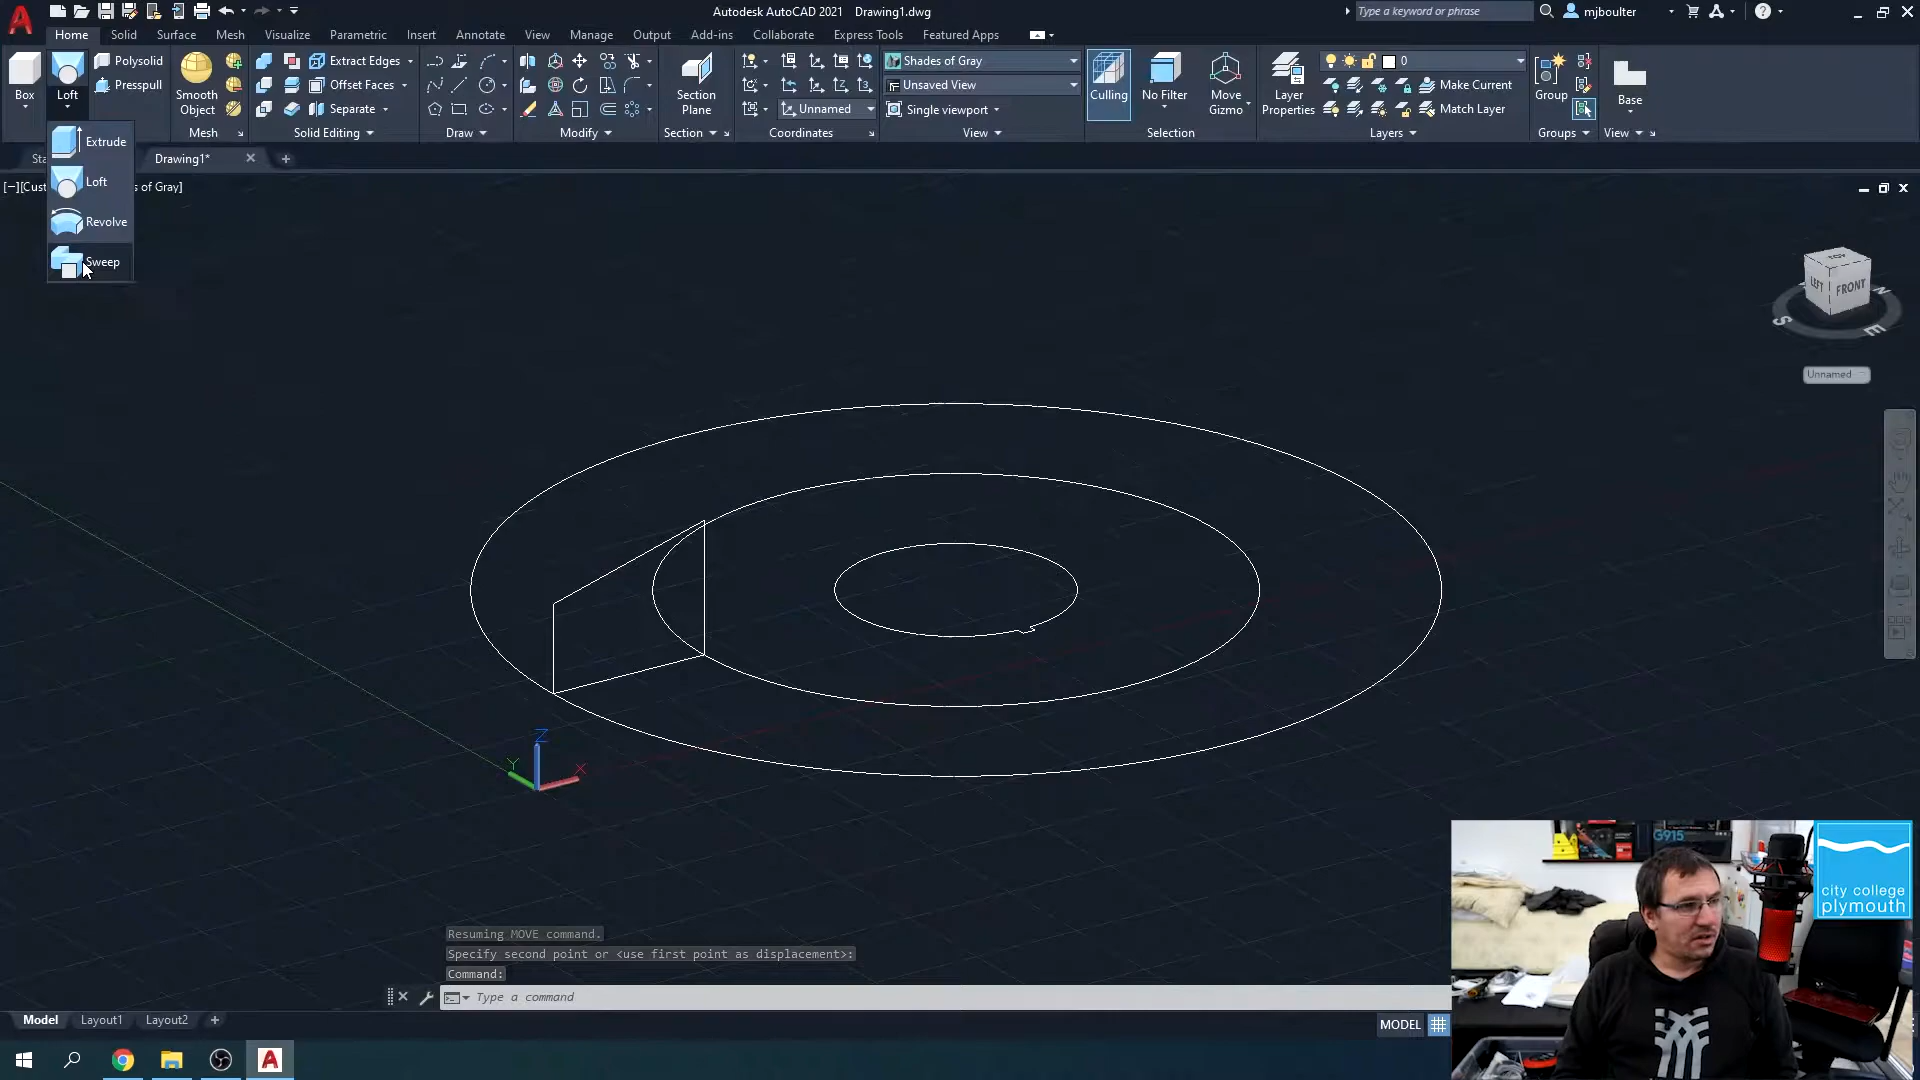 Autodesk AutoCAD 2021 Drawing1.dwg
Type a keyword or phrase
mjboulter
Home Solid Surface Mesh Visualize Parametric Insert Annotate View Manage Output Add-ins Collaborate Express Tools Featured Apps
Box
Loft
Polysolid
Presspull
Smooth
Object
Extract Edges
Offset Faces
Separate
Section
Plane
Unnamed
Shades of Gray
Unsaved View
Single viewport
Culling
No Filter
Move
Gizmo
Layer
Properties
0
Make Current
Match Layer
Group
Base
Mesh
Solid Editing
Draw
Modify
Section
Coordinates
View
Selection
Layers
Groups
View
Sta
Drawing1*
[−][Cust
s of Gray]
Extrude
Loft
Revolve
Sweep
TOP
LEFT
FRONT
N
S
E
Unnamed
Z
Y
X
G915
city college
plymouth
Resuming MOVE command.
Specify second point or <use first point as displacement>:
Command:
Type a command
Model
Layout1
Layout2
MODEL